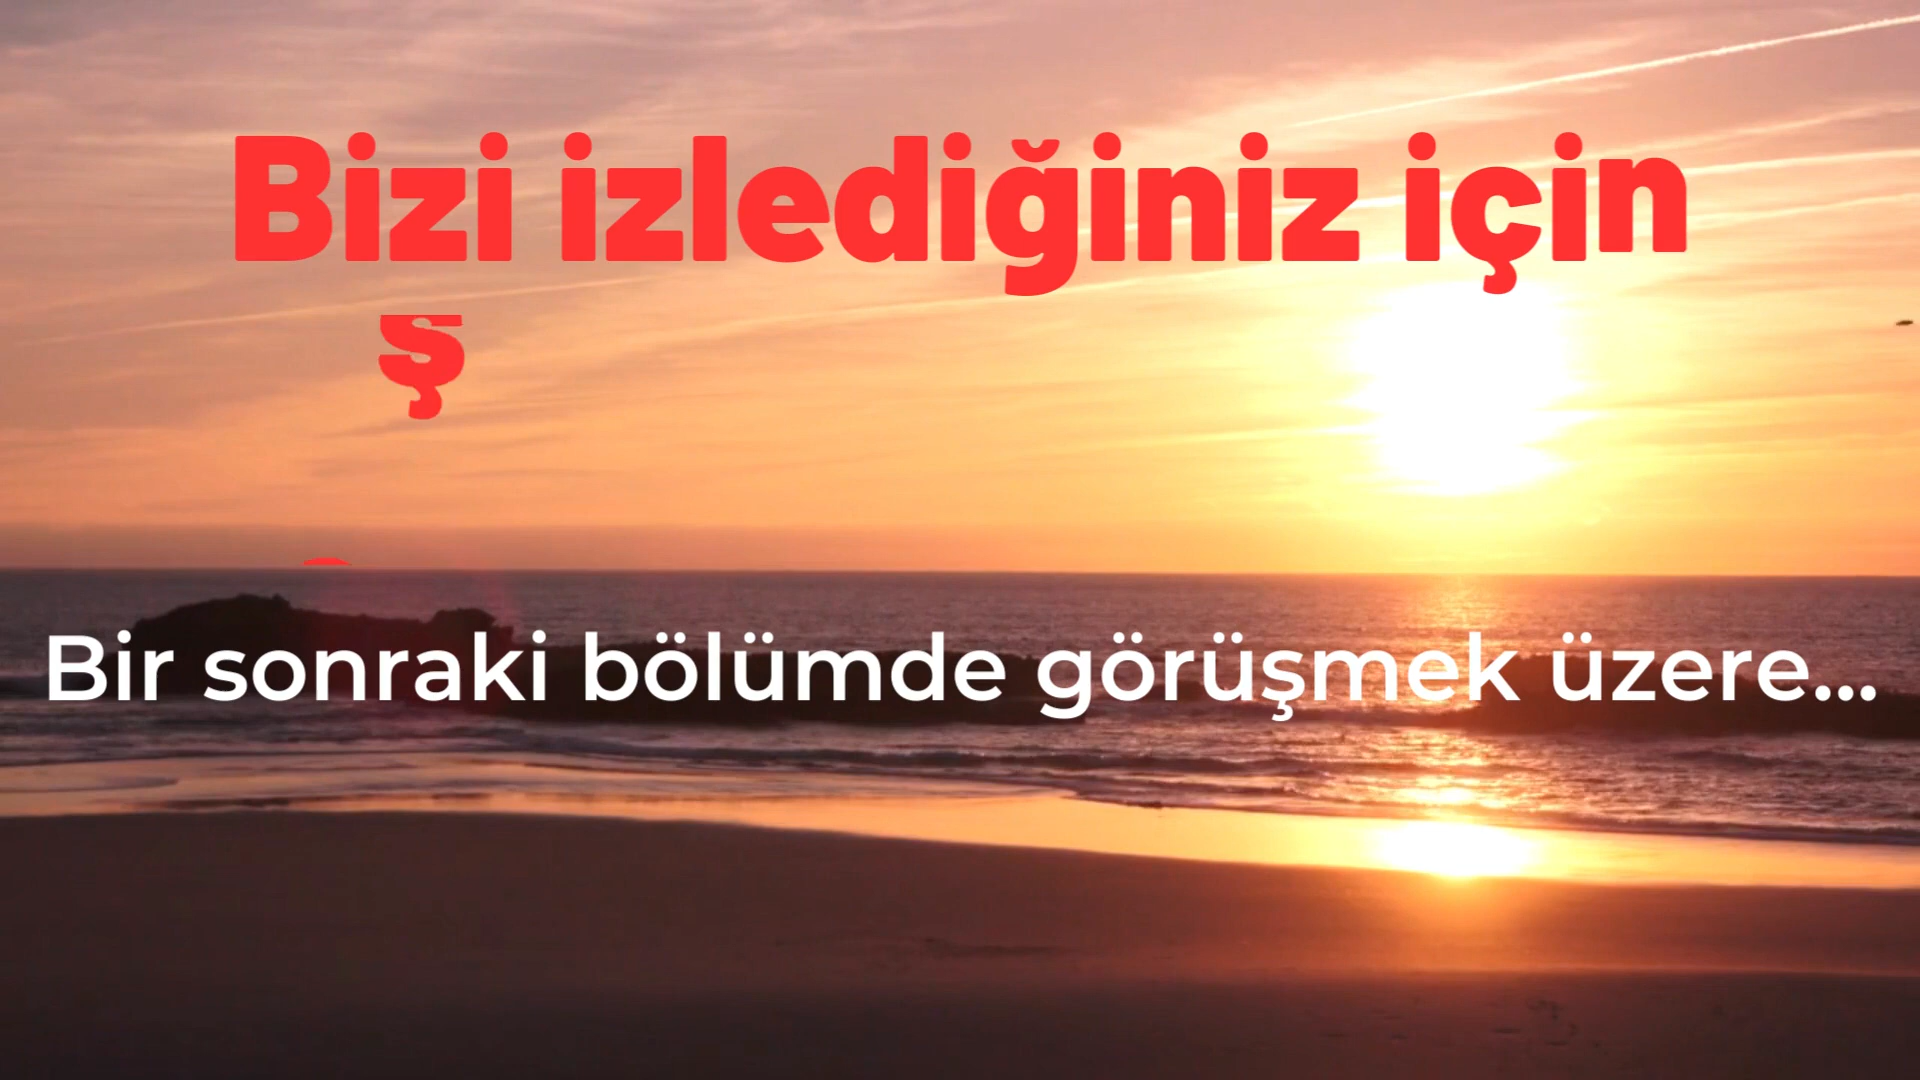 Bizi izlediğiniz için
ş
Bir sonraki bölümde görüşmek üzere...